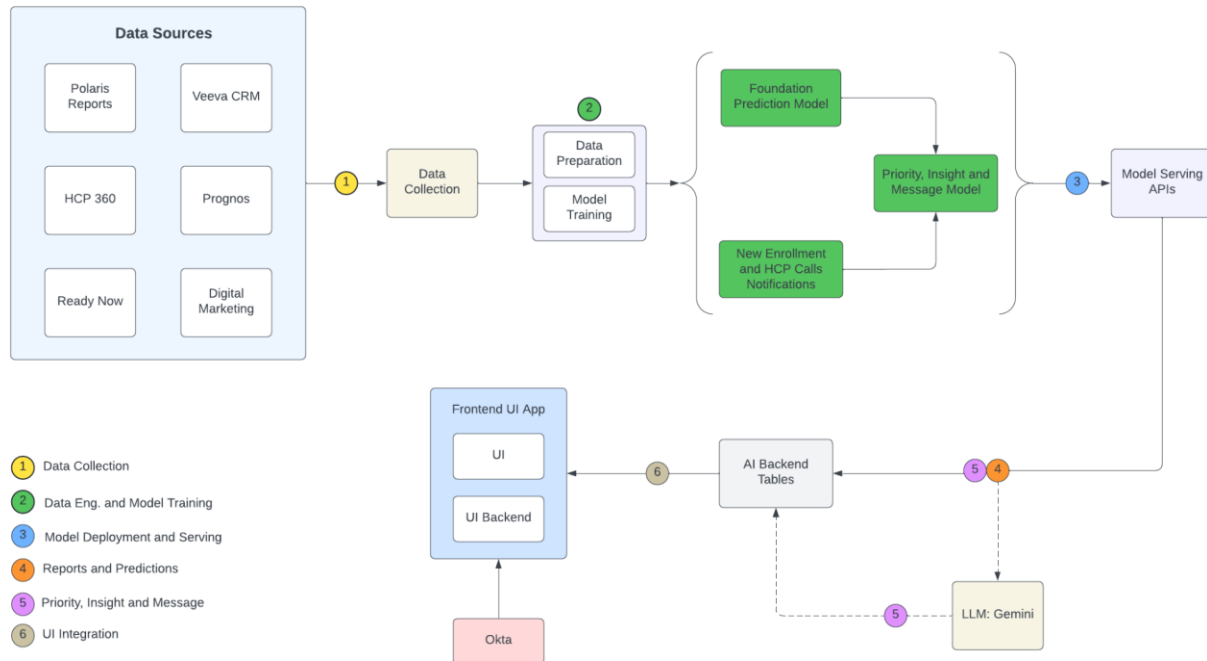 Data Sources
Polaris
Reports
Veeva CRM
HCP 360
Prognos
Ready Now
Digital
Marketing
1
Data
Collection
2
Data
Preparation
Model
Training
Foundation
Prediction Model
Priority, Insight and
Message Model
New Enrollment
and HCP Calls
Notifications
3
Model Serving
APIs
Frontend UI App
UI
UI Backend
Okta
6
AI Backend
Tables
5
4
5
LLM: Gemini
1 Data Collection
2 Data Eng. and Model Training
3 Model Deployment and Serving
4 Reports and Predictions
5 Priority, Insight and Message
6 UI Integration